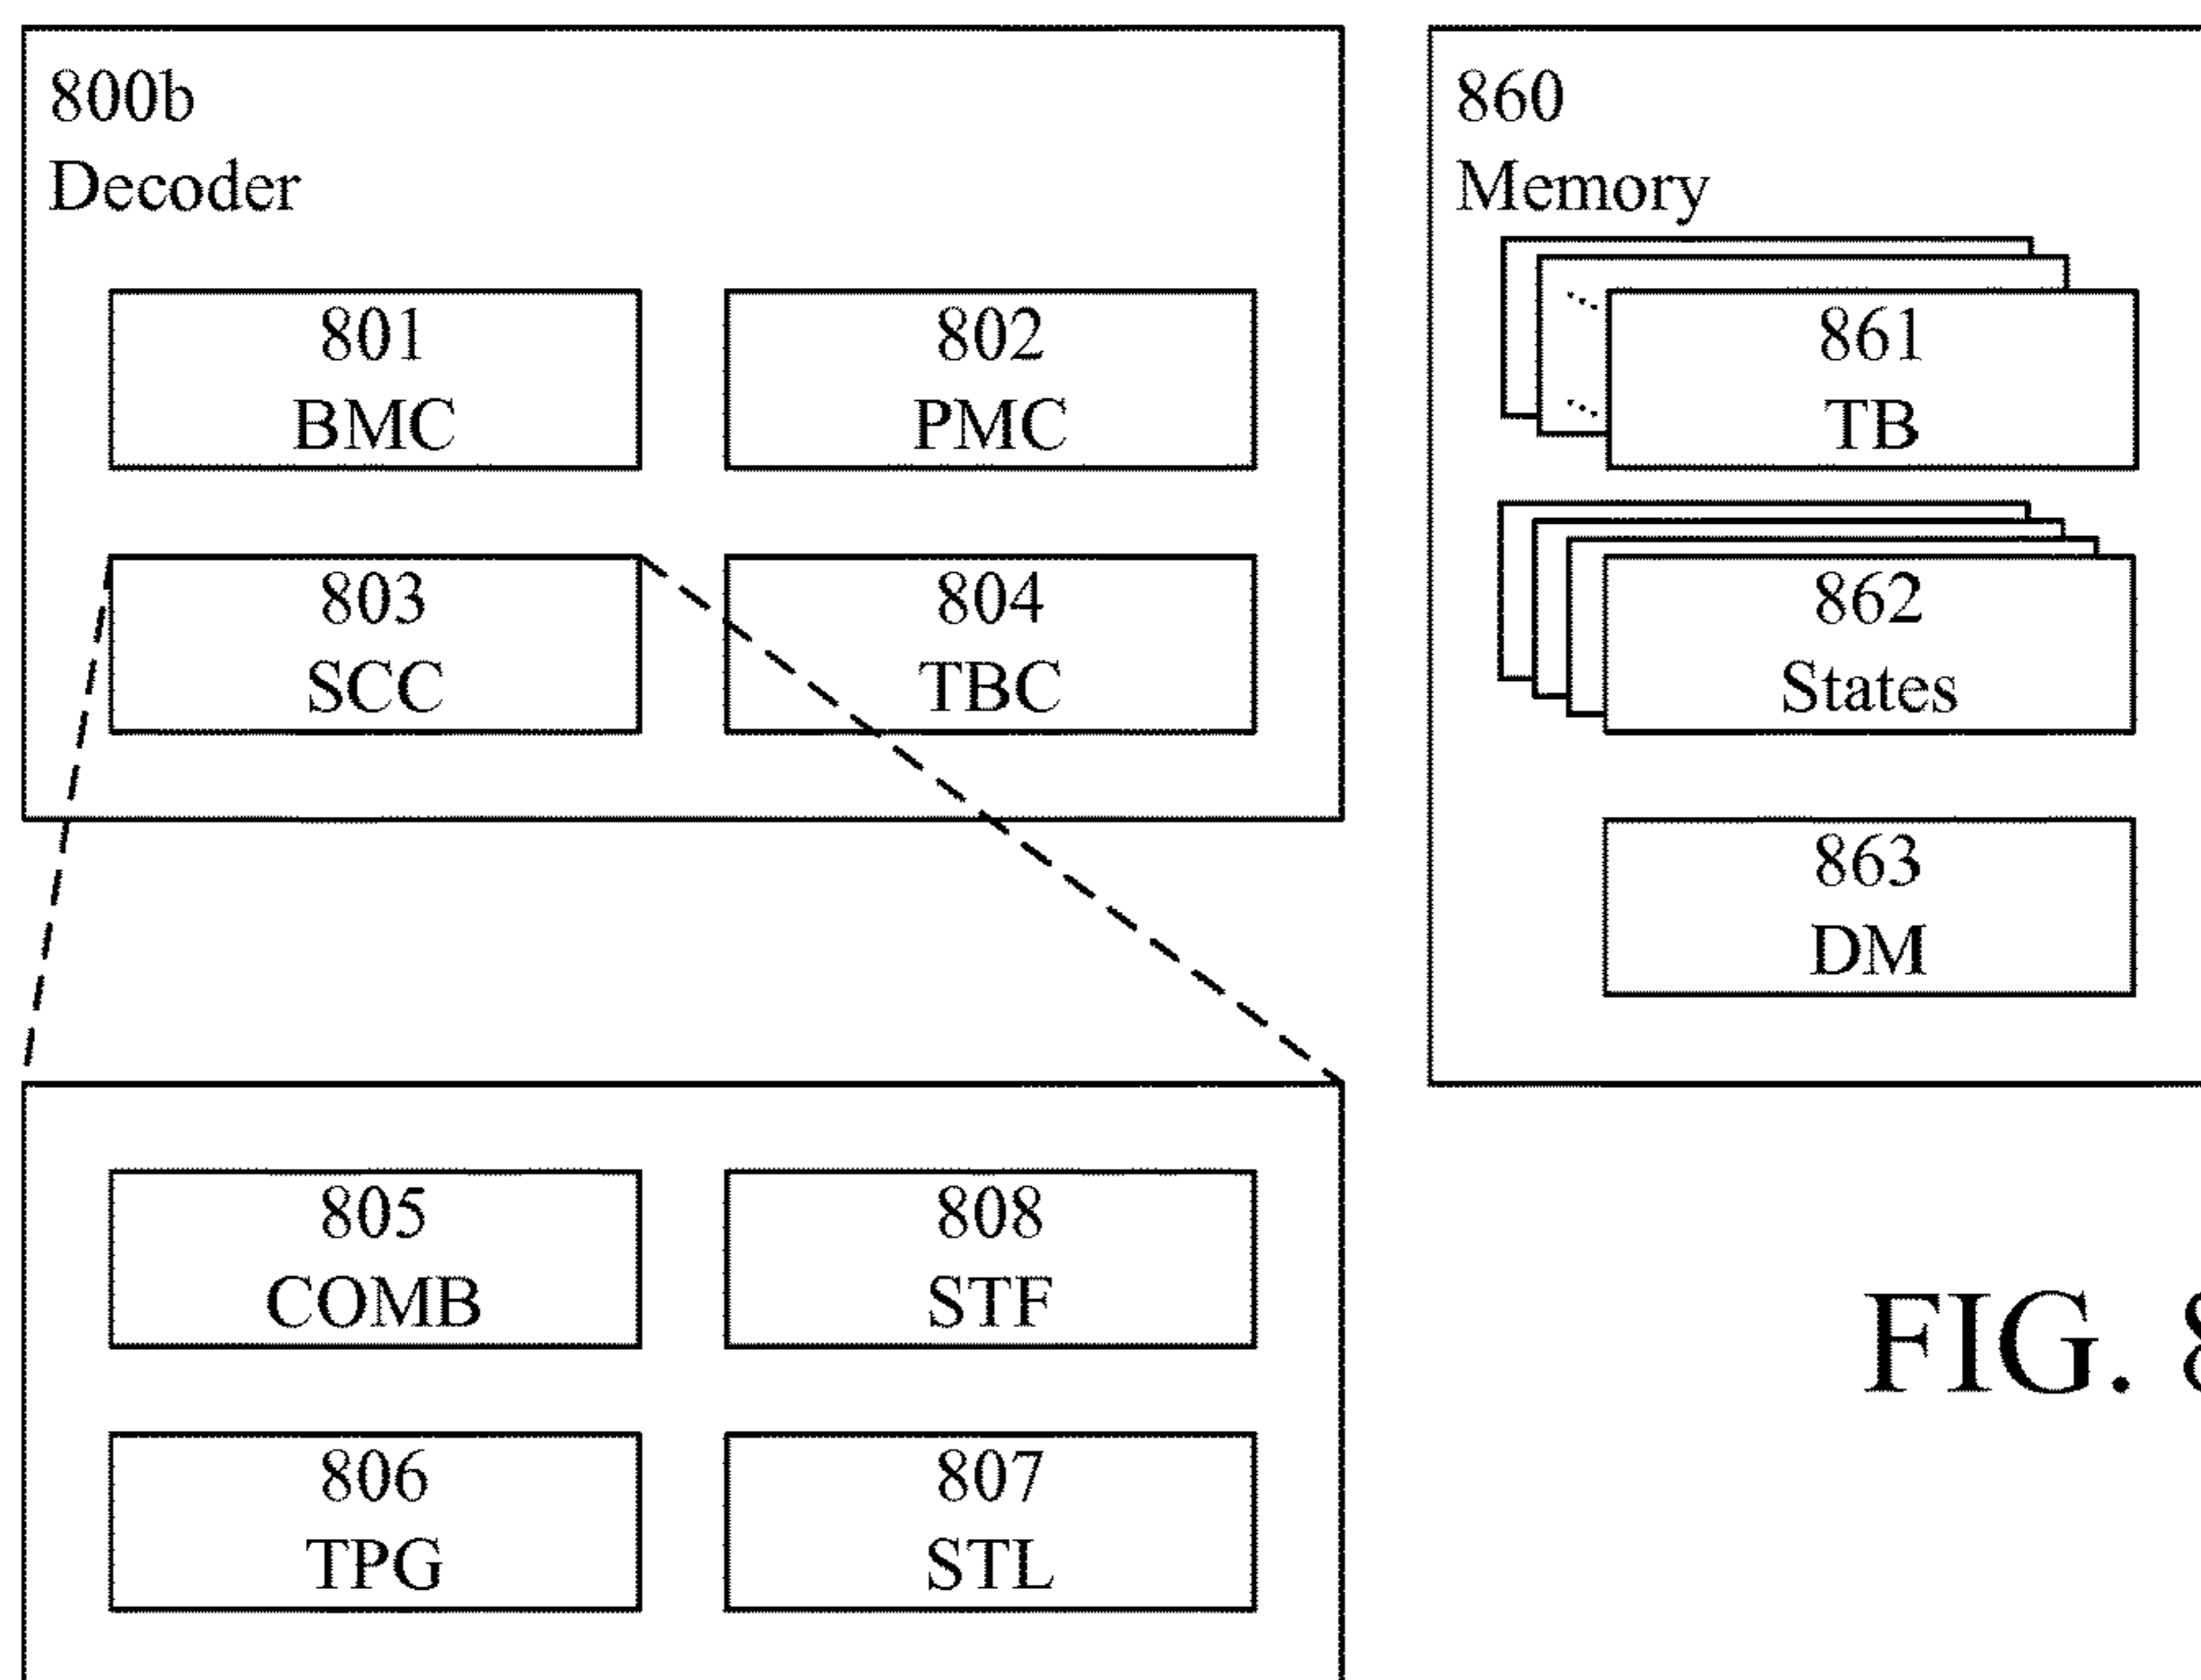 800b
Decoder
801
BMC
802
PMC
803
SCC
804
TBC
860
Memory
861
TB
862
States
863
DM
805
COMB
808
STF
806
TPG
807
STL
FIG. 8